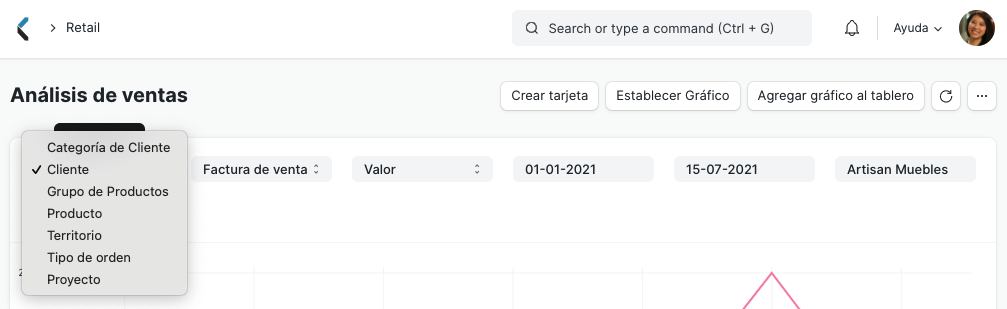 Retail
Search or type a command (Ctrl + G)
Ayuda
Análisis de ventas
Crear tarjeta
Establecer Gráfico
Agregar gráfico al tablero
Categoría de Cliente
Cliente
Grupo de Productos
Producto
Territorio
Tipo de orden
Proyecto
Factura de venta
Valor
01-01-2021
15-07-2021
Artisan Muebles